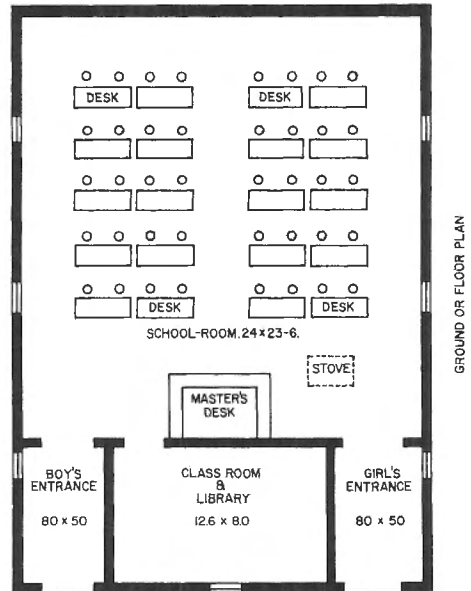 DESK
DESK
DESK
DESK
SCHOOL-ROOM. 24 x 23-6.
STOVE
MASTER'S
DESK
BOY'S
ENTRANCE
80 x 50
CLASS ROOM
&
LIBRARY
12.6 x 8.0
GIRL'S
ENTRANCE
80 x 50
GROUND OR FLOOR PLAN